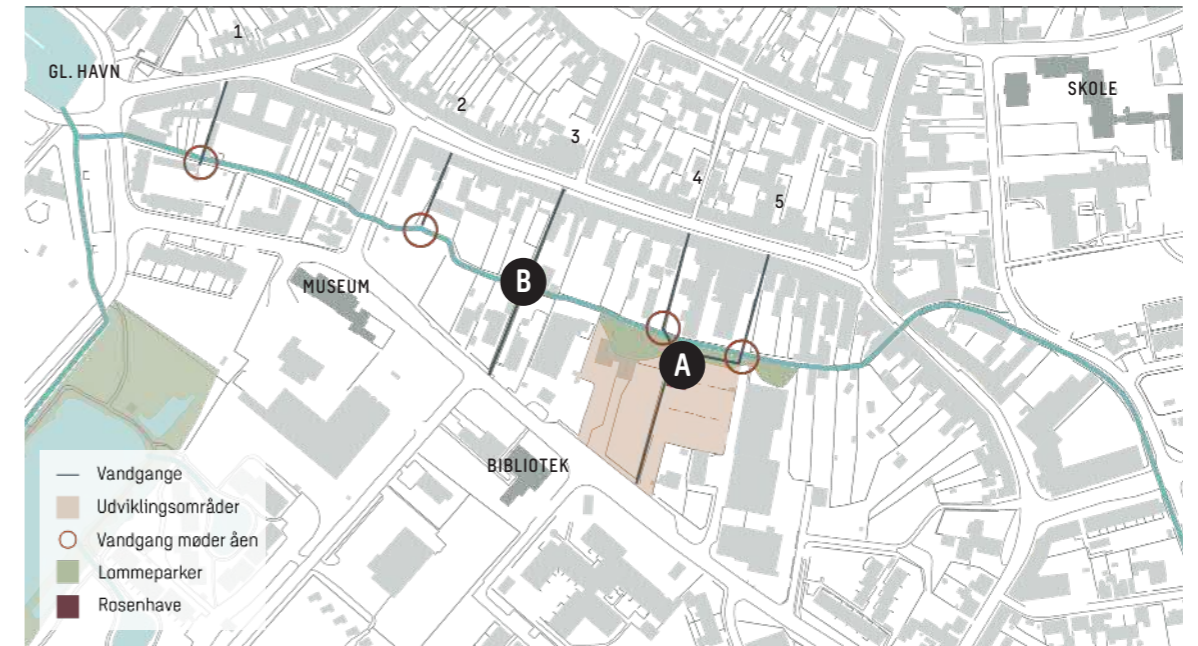 1
GL. HAVN
SKOLE
2
3
4
5
B
MUSEUM
A
BIBLIOTEK
Vandgange
Udviklingsområder
Vandgang møder åen
Lommeparker
Rosenhave